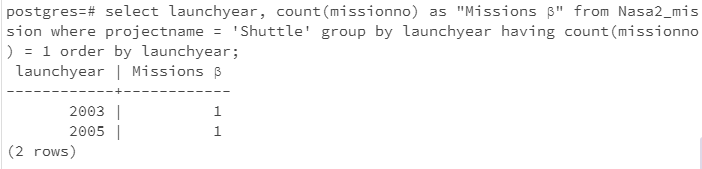 postgres=# select launchyear, count(missionno) as "Missions β" from Nasa2_mis
sion where projectname = 'Shuttle' group by launchyear having count(missionno
) = 1 order by launchyear;
 launchyear | Missions β
------------+------------
       2003 |          1
       2005 |          1
(2 rows)